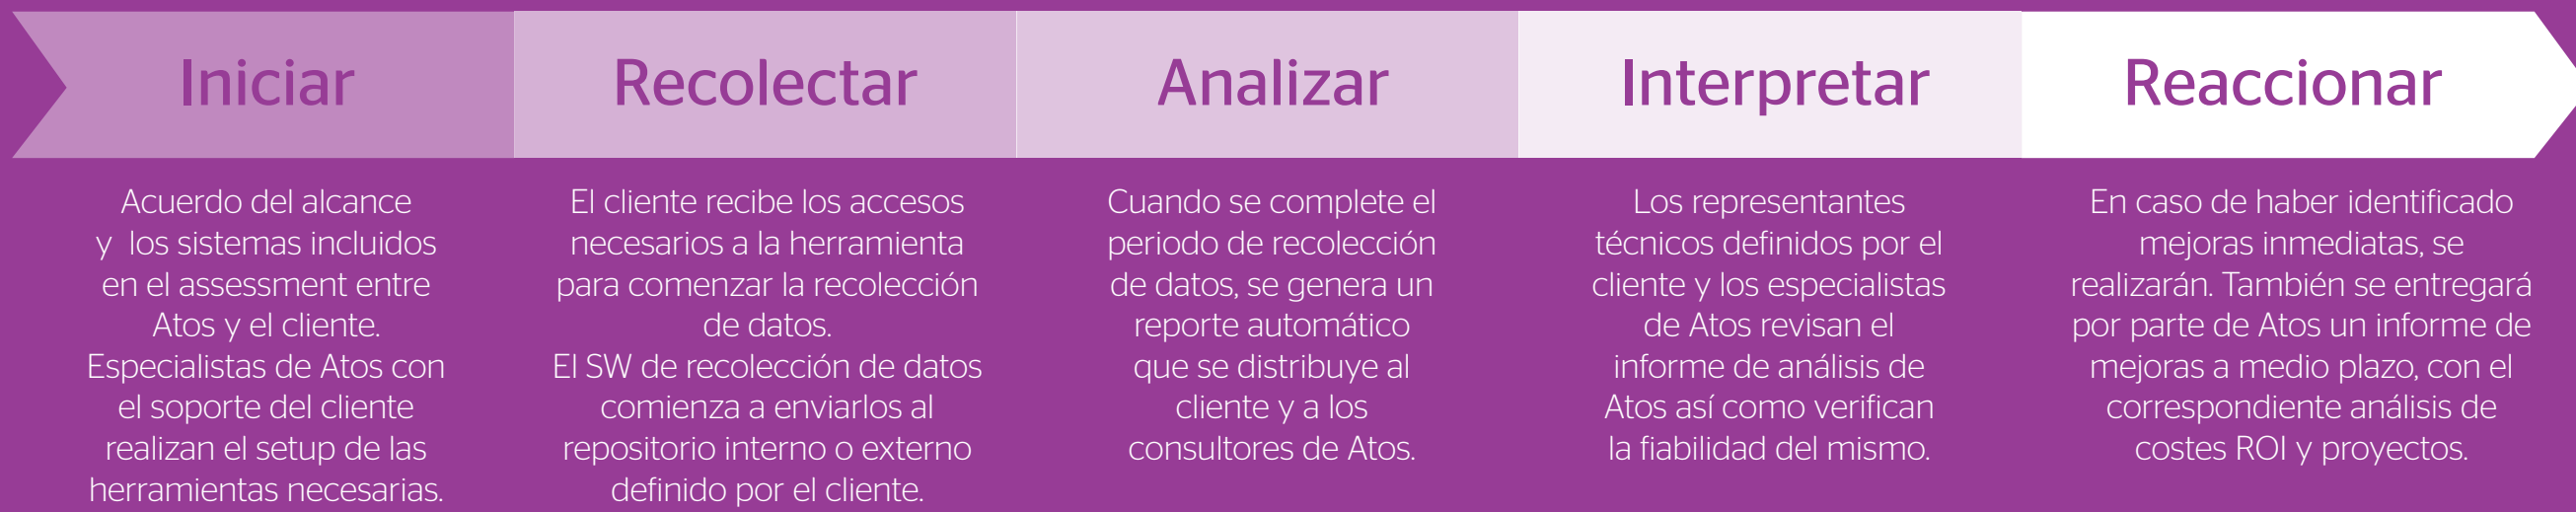 Iniciar
Recolectar
Analizar
Interpretar
Reaccionar
Acuerdo del alcance
y los sistemas incluidos
en el assessment entre
Atos y el cliente.
Especialistas de Atos con
el soporte del cliente
realizan el setup de las
herramientas necesarias.
El cliente recibe los accesos
necesarios a la herramienta
para comenzar la recolección
de datos.
El SW de recolección de datos
comienza a enviarlos al
repositorio interno o externo
definido por el cliente.
Cuando se complete el
periodo de recolección
de datos, se genera un
reporte automático
que se distribuye al
cliente y a los
consultores de Atos.
Los representantes
técnicos definidos por el
cliente y los especialistas
de Atos revisan el
informe de análisis de
Atos así como verifican
la fiabilidad del mismo.
En caso de haber identificado
mejoras inmediatas, se
realizarán. También se entregará
por parte de Atos un informe de
mejoras a medio plazo, con el
correspondiente análisis de
costes ROI y proyectos.